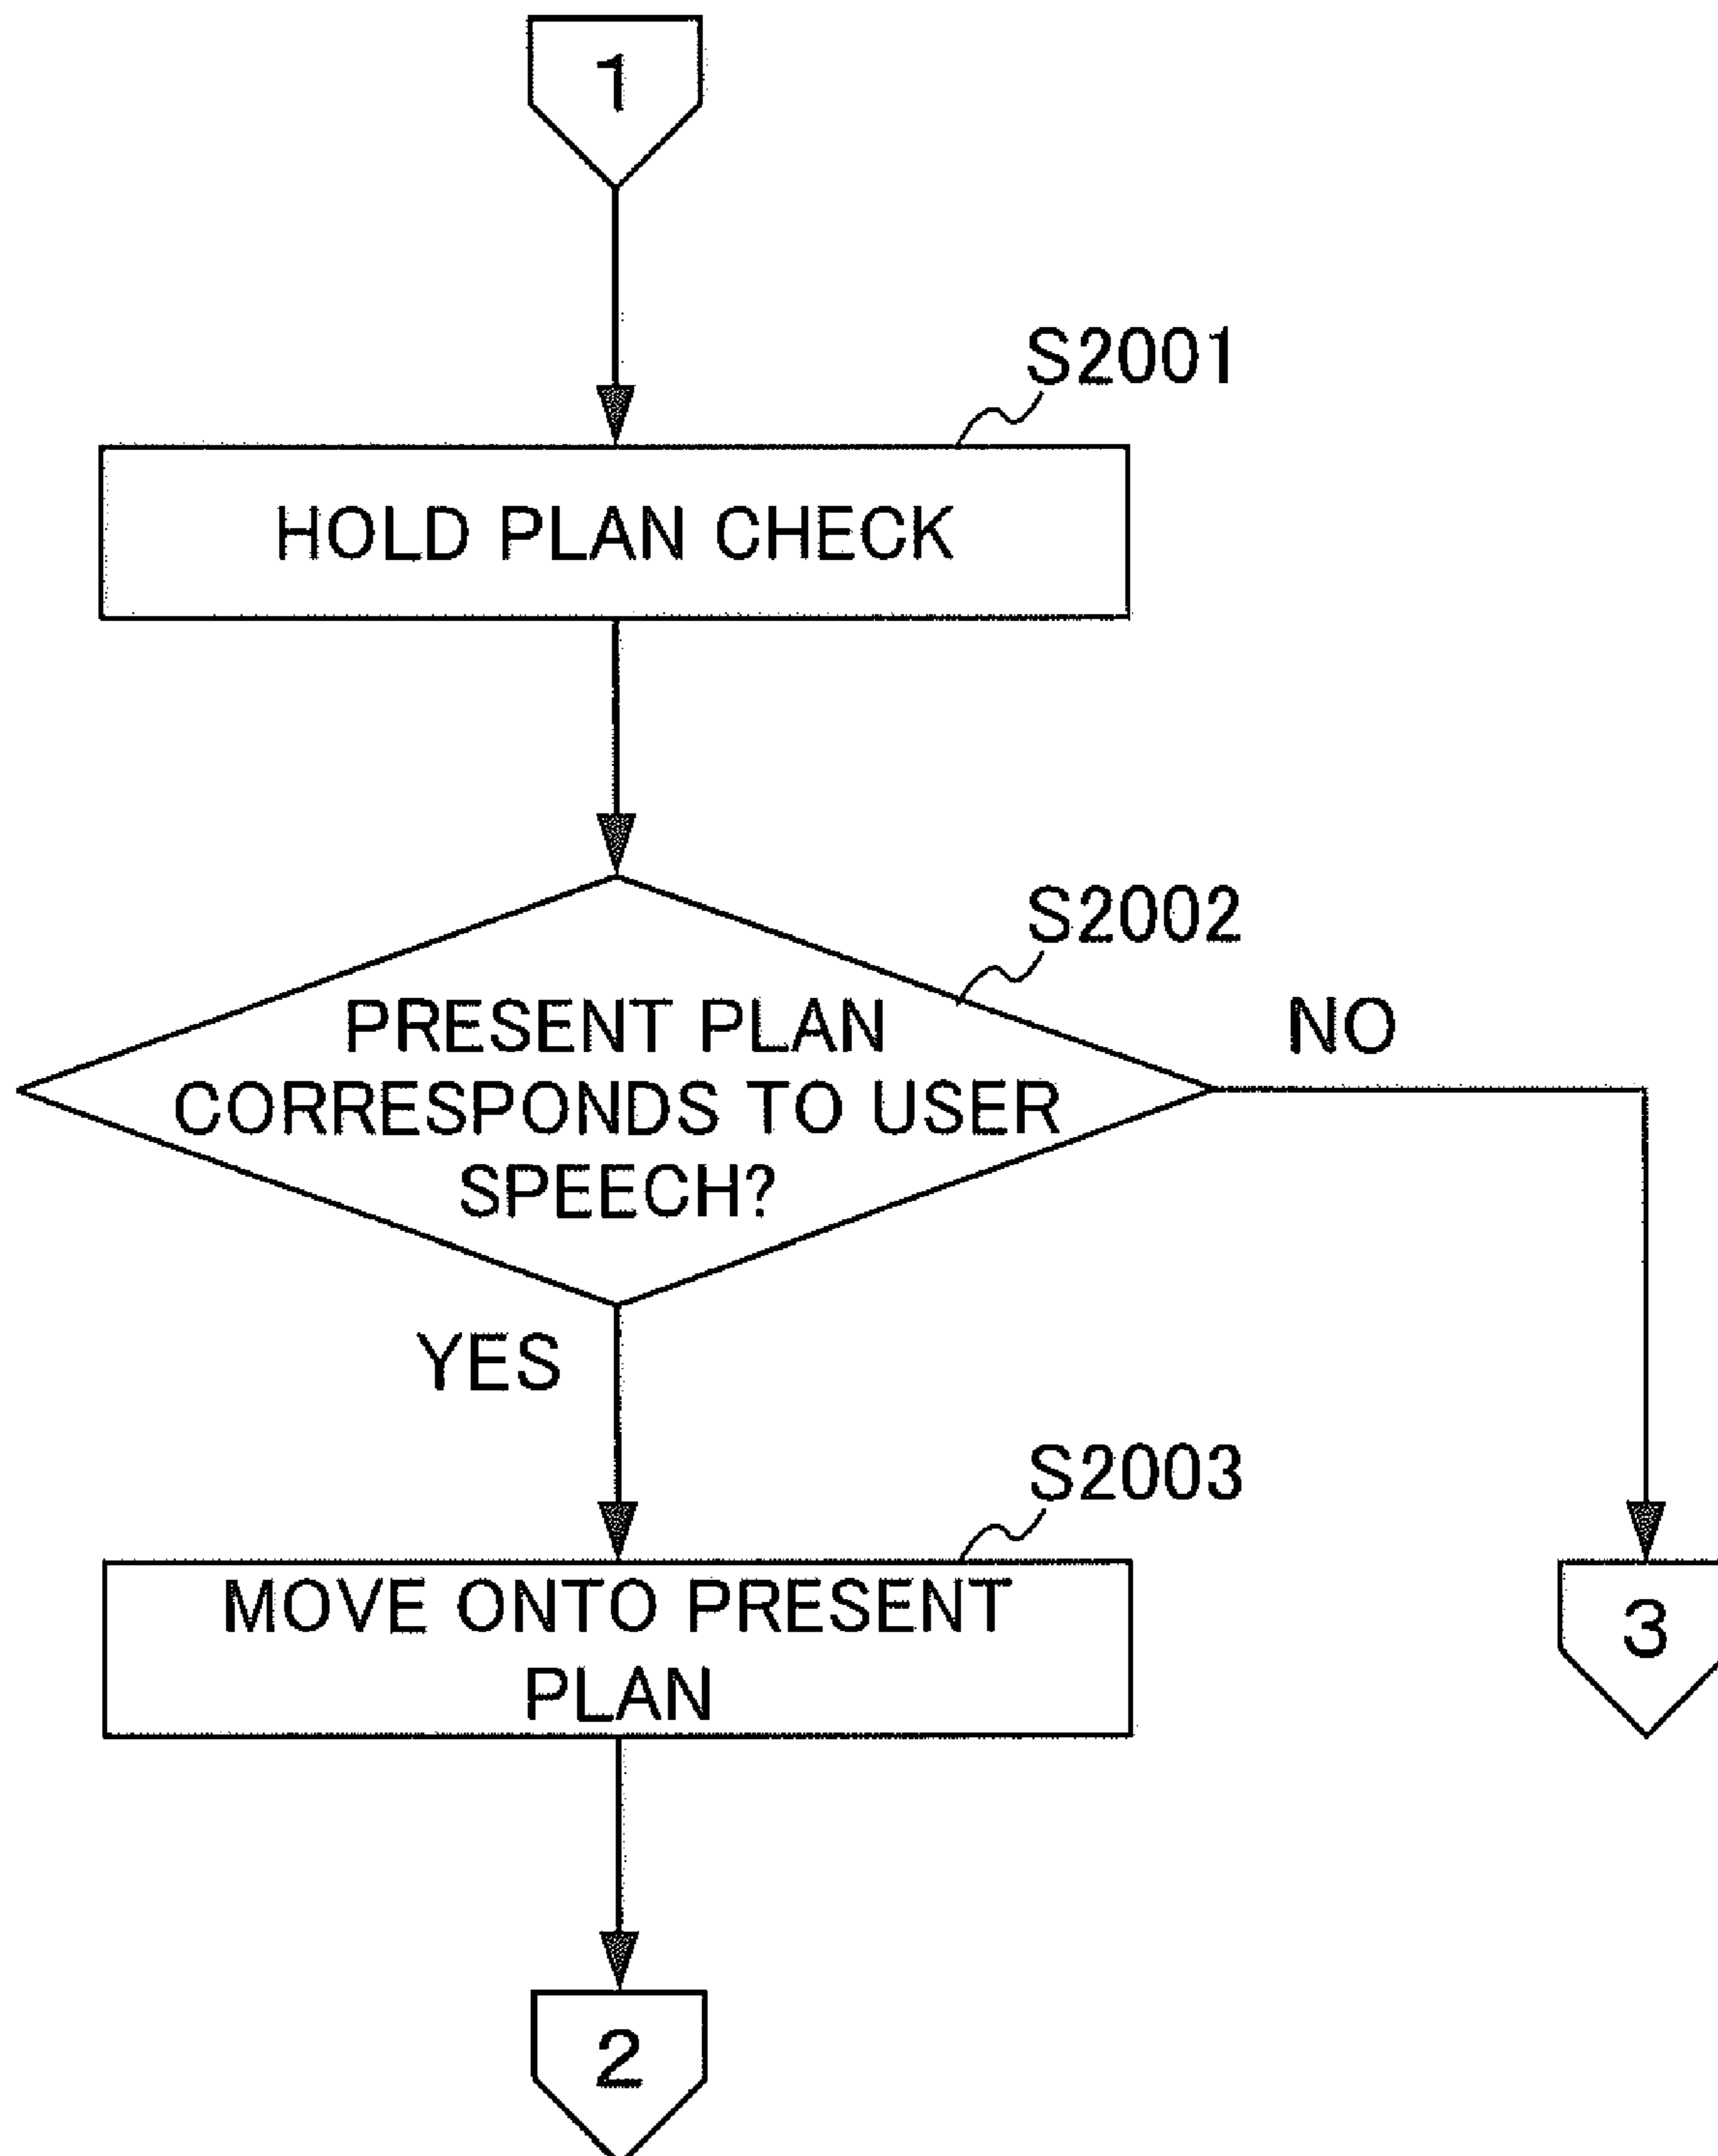 1
S2001
HOLD PLAN CHECK
S2002
PRESENT PLAN
CORRESPONDS TO USER
SPEECH?
NO
YES
S2003
MOVE ONTO PRESENT
PLAN
3
2